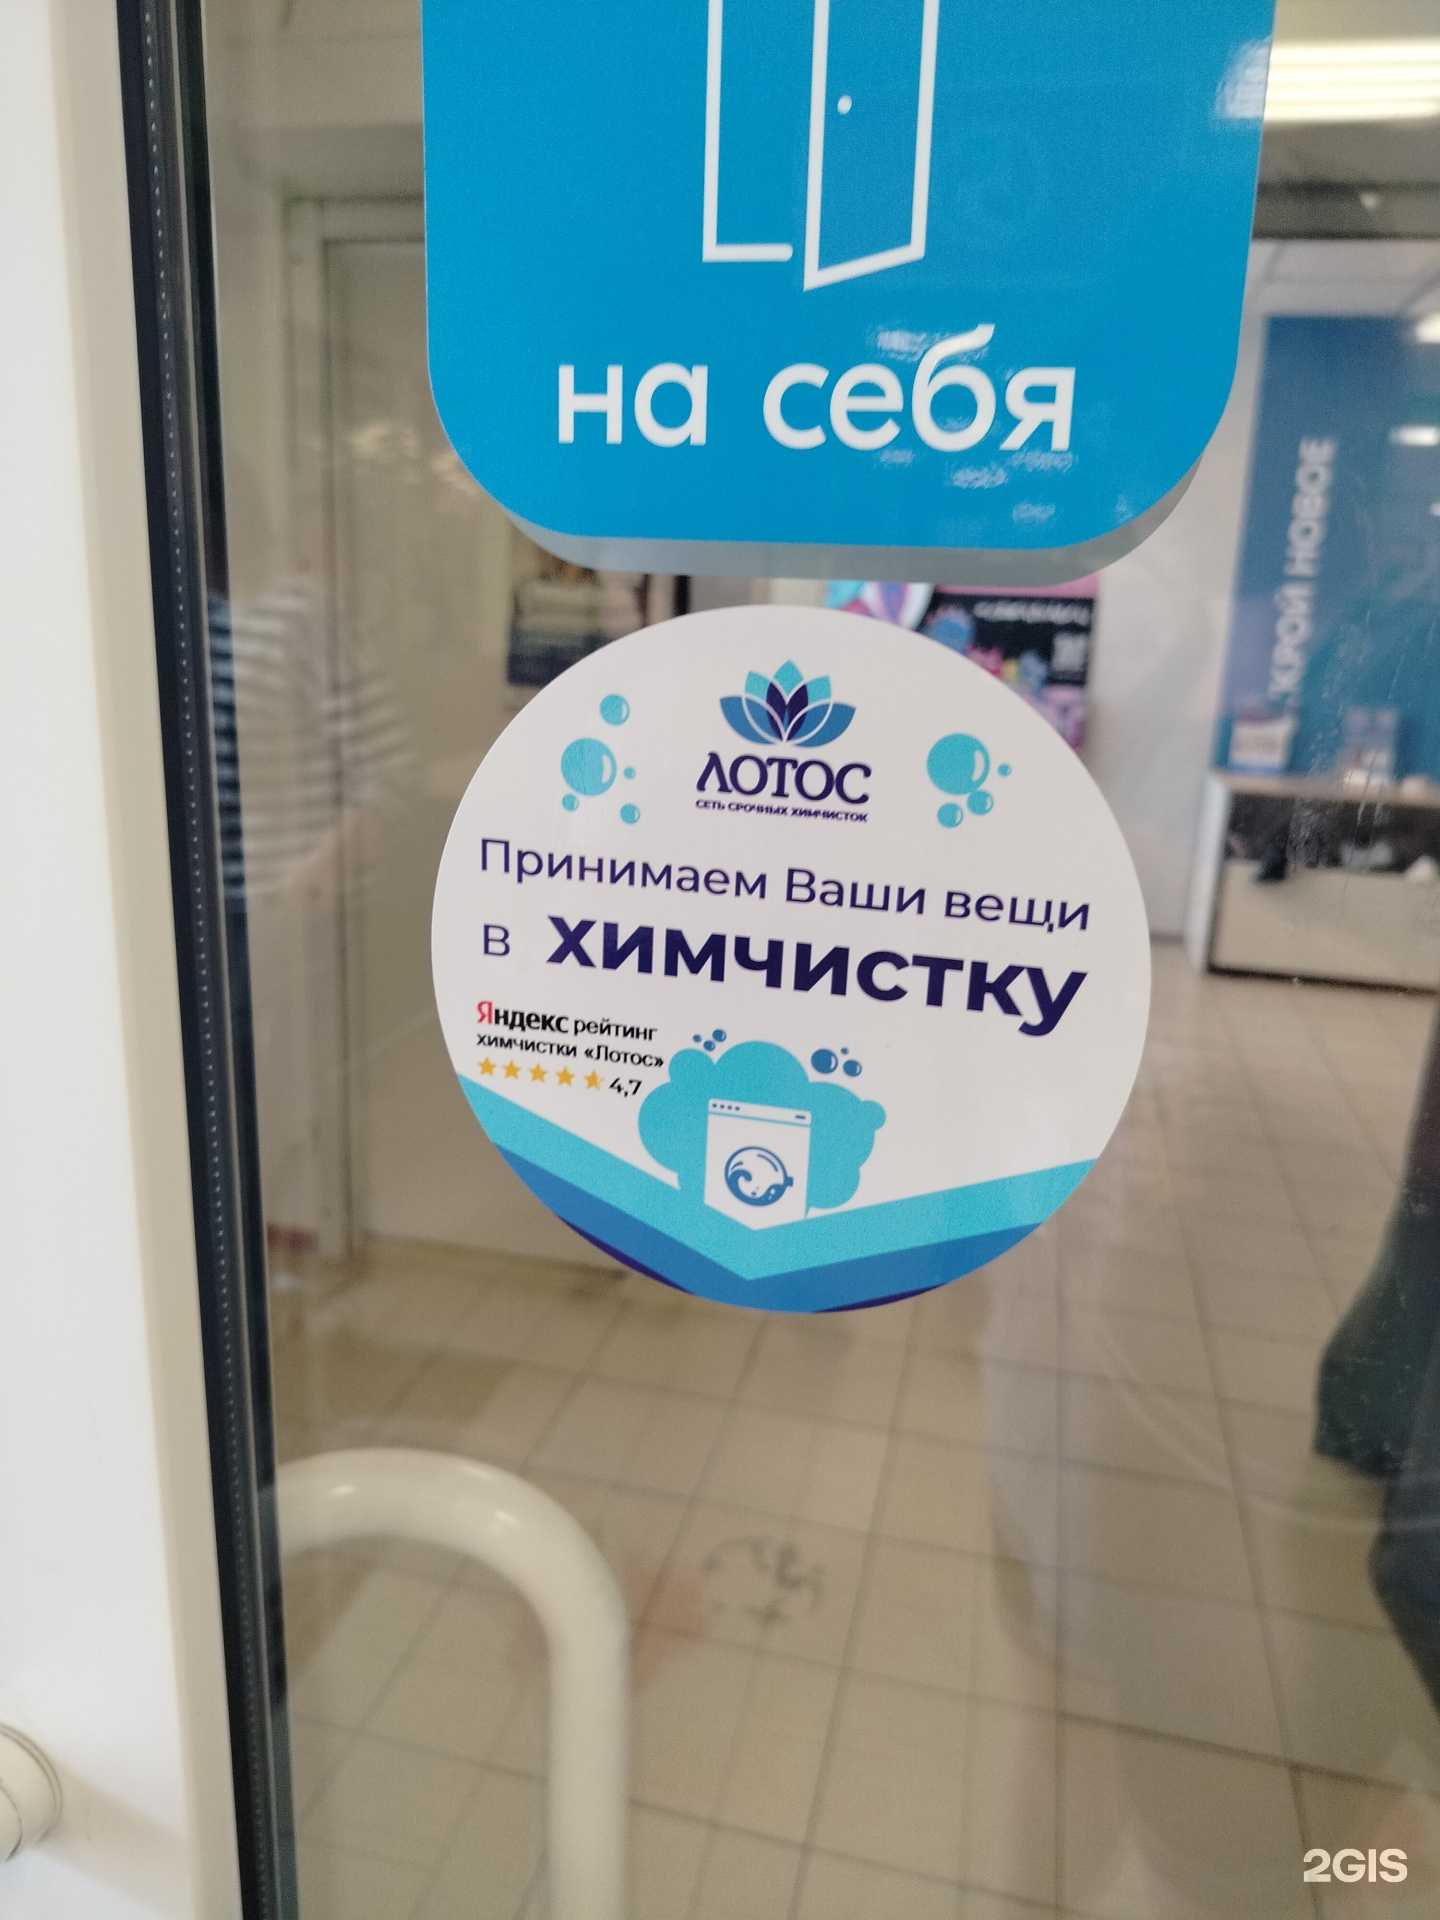 на себя
КРОЙ НОВОЕ
ЛОТОС
СЕТЬ СРОЧНЫХ ХИМЧИСТОК
Принимаем Ваши вещи
в химчистку
Яндекс рейтинг
химчистки «Лотос»
4,7
2GIS